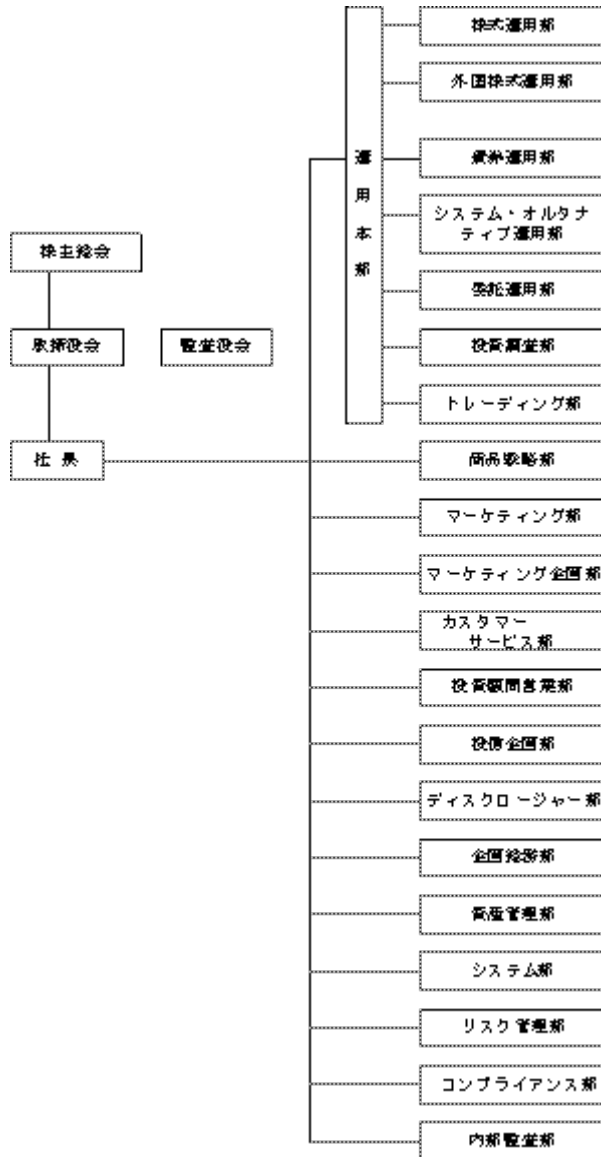 株式運用部
外国株式運用部
運用本部
債券運用部
システム・オルタナ
ティブ運用部
株主総会
委託運用部
取締役会
監査役会
投資調査部
トレーディング部
社長
商品戦略部
マーケティング部
マーケティング企画部
カスタマー
サービス部
投資顧問営業部
投信企画部
ディスクロージャー部
企画総務部
資産管理部
システム部
リスク管理部
コンプライアンス部
内部監査部